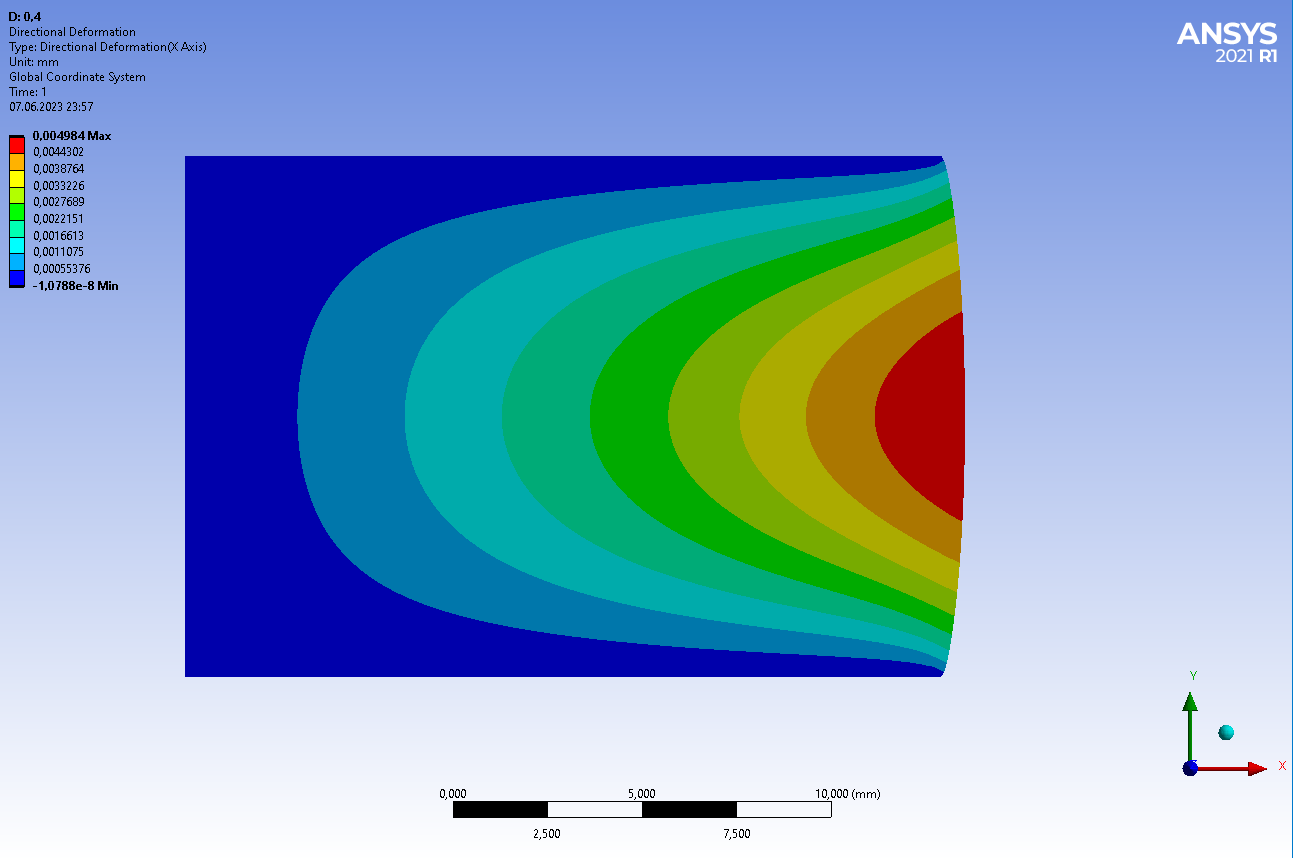 D: 0,4
Directional Deformation
Type: Directional Deformation(X Axis)
Unit: mm
Global Coordinate System
Time: 1
07.06.2023 23:57
ANSYS
2021 R1
0,004984 Max
0,0044302
0,0038764
0,0033226
0,0027689
0,0022151
0,0016613
0,0011075
0,00055376
-1,0788e-8 Min
Y
X
0,000 5,000 10,000 (mm)
2,500 7,500